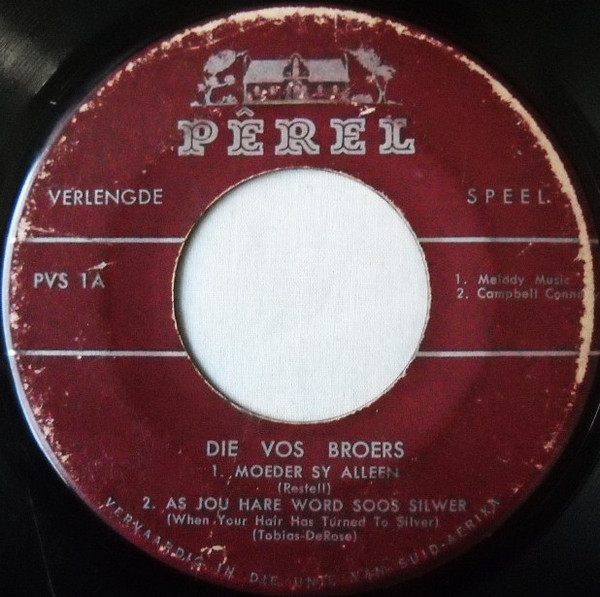 PÊREL
VERLENGDE SPEEL
PVS 1A
1. Melddy Music
2. Campbell Conne
DIE VOS BROERS
1. MOEDER SY ALLEEN
(Restell)
2. AS JOU HARE WORD SOOS SILWER
(When Your Hair Has Turned To Silver)
(Tobias-DeRose)
VERVAARDIG IN DIE UNIE VAN SUID-AFRIKA